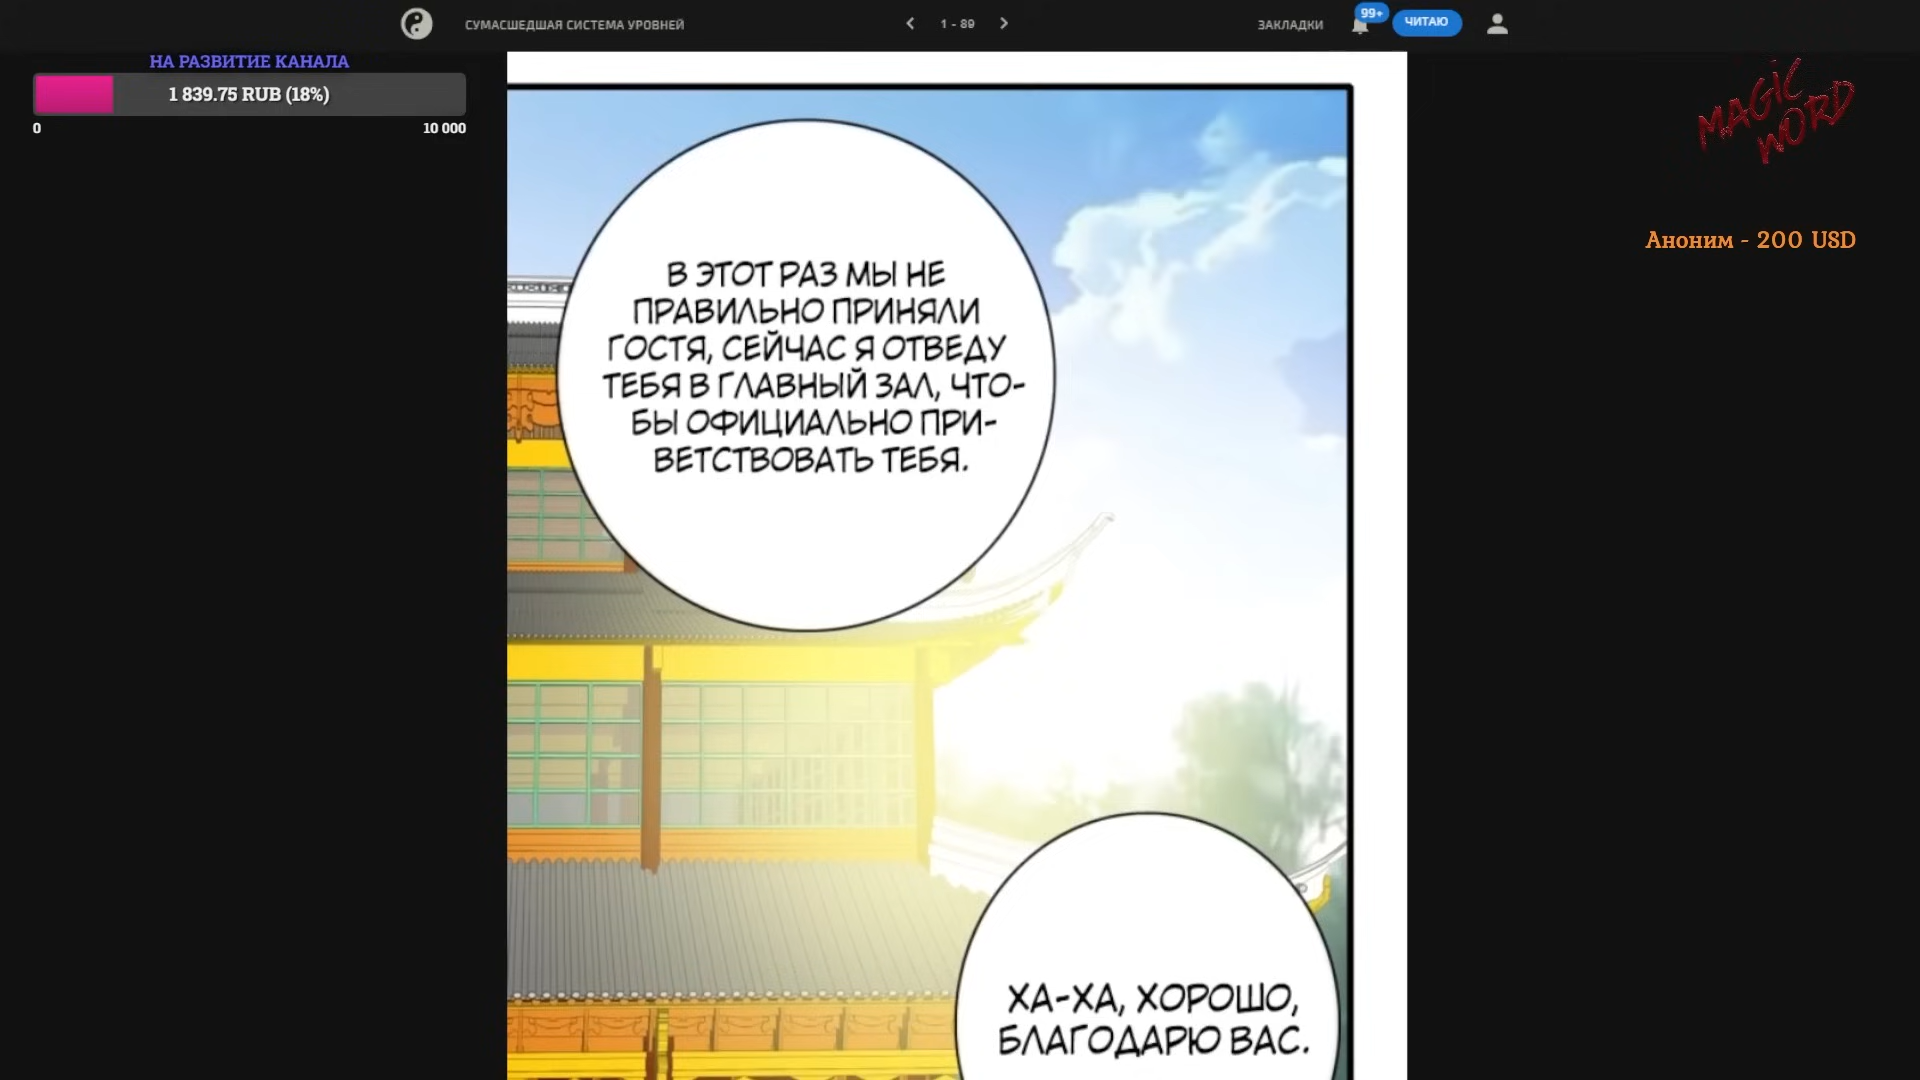 СУМАСШЕДШАЯ СИСТЕМА УРОВНЕЙ
1 - 89
ЗАКЛАДКИ
99+
ЧИТАЮ
НА РАЗВИТИЕ КАНАЛА
1 839.75 RUB (18%)
0
10 000
MAGIC
WORD
Аноним - 200 USD
В ЭТОТ РАЗ МЫ НЕ
ПРАВИЛЬНО ПРИНЯЛИ
ГОСТЯ, СЕЙЧАС Я ОТВЕДУ
ТЕБЯ В ГЛАВНЫЙ ЗАЛ, ЧТО-
БЫ ОФИЦИАЛЬНО ПРИ-
ВЕТСТВОВАТЬ ТЕБЯ.
ХА-ХА, ХОРОШО,
БЛАГОДАРЮ ВАС.